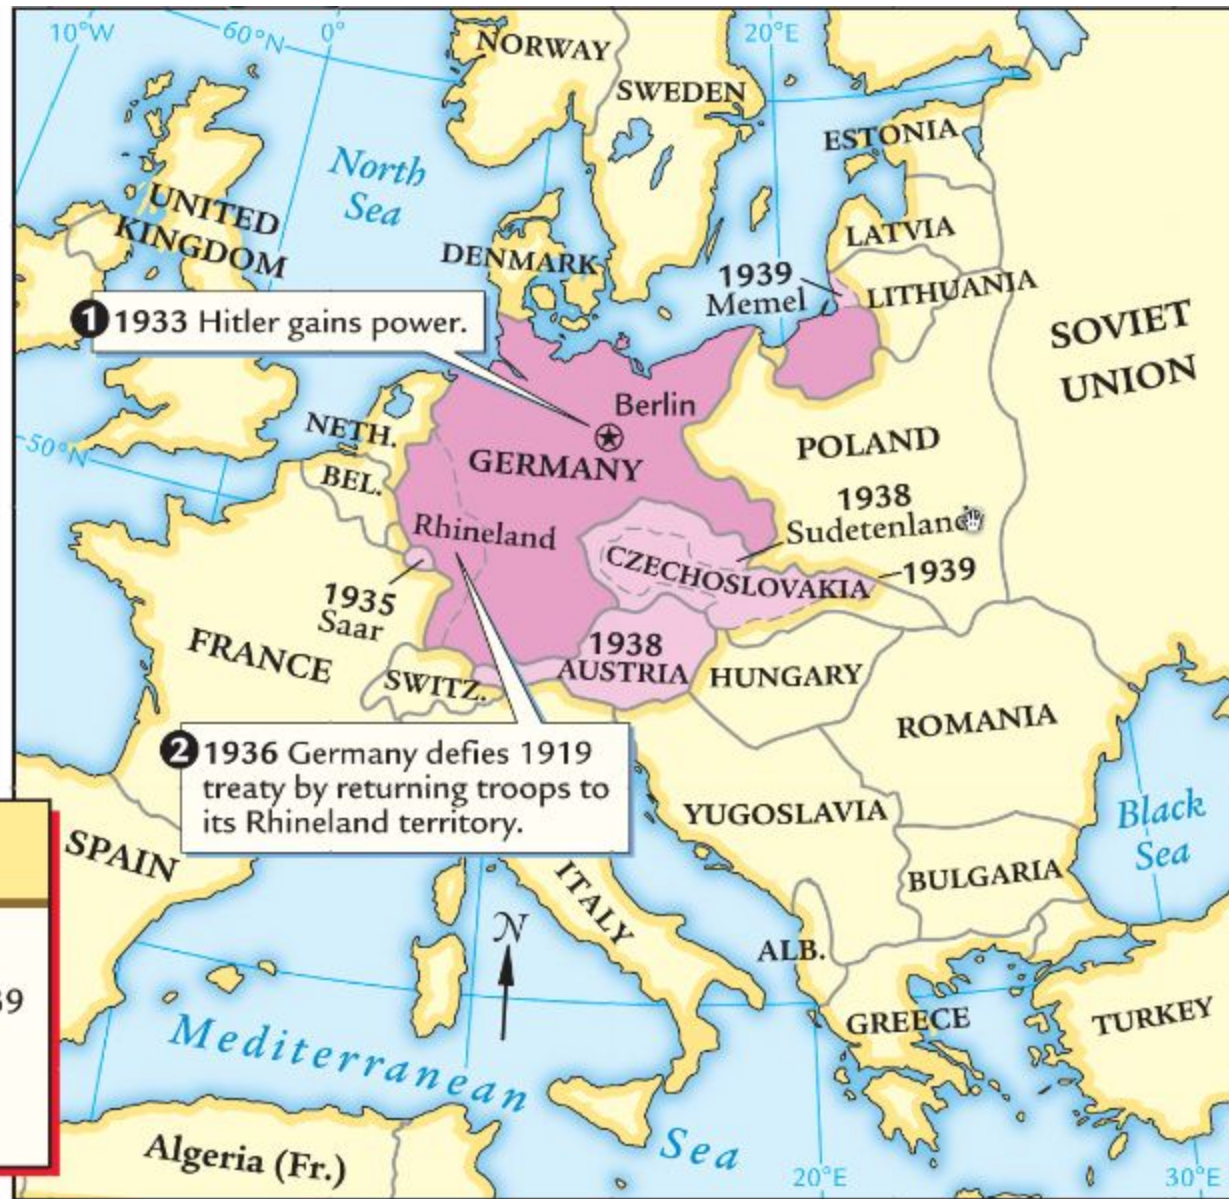 10°W
60°N
0°
20°E
NORWAY
SWEDEN
ESTONIA
North
Sea
UNITED
KINGDOM
DENMARK
LATVIA
1939
Memel
LITHUANIA
SOVIET
UNION
1 1933 Hitler gains power.
Berlin
NETH.
50°N
BEL.
GERMANY
POLAND
1938
Sudetenland
Rhineland
CZECHOSLOVAKIA
1939
1935
Saar
FRANCE
SWITZ.
1938
AUSTRIA
HUNGARY
ROMANIA
2 1936 Germany defies 1919
treaty by returning troops to
its Rhineland territory.
YUGOSLAVIA
Black
Sea
SPAIN
ITALY
BULGARIA
N
ALB.
39
GREECE
TURKEY
Mediterranean
Sea
Algeria (Fr.)
20°E
30°E